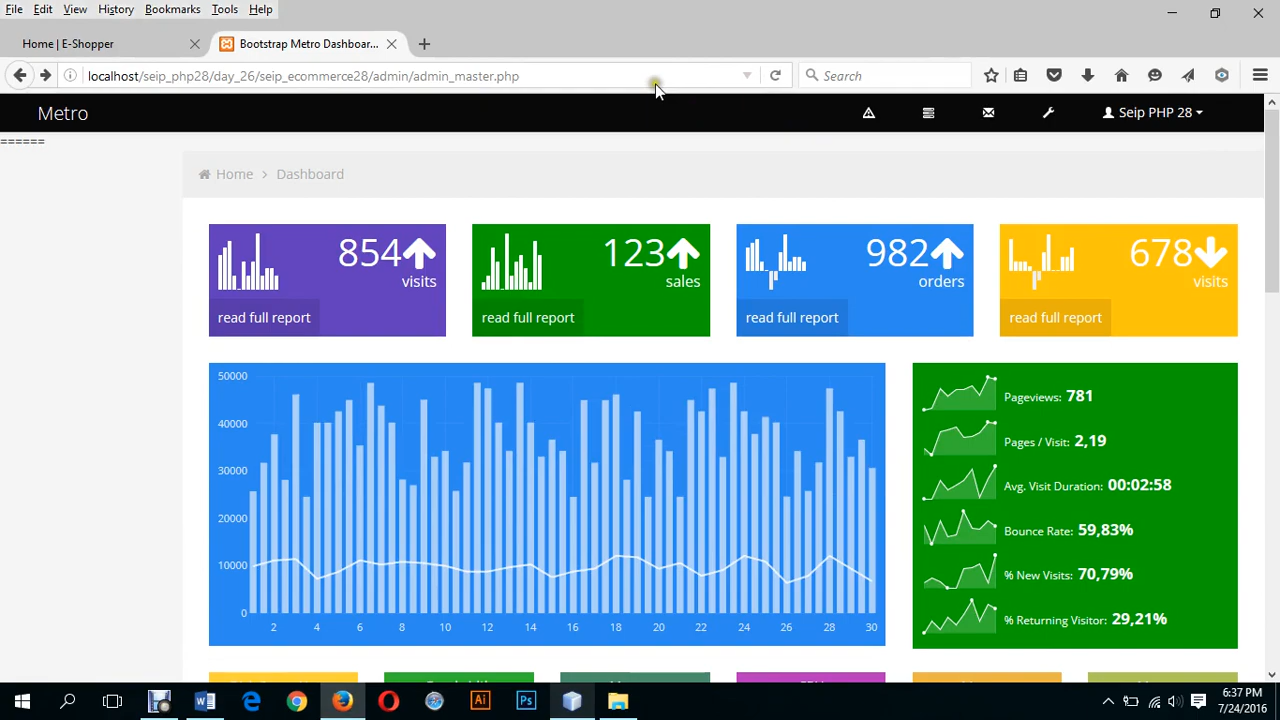 File Edit View History Bookmarks Tools Help
Home | E-Shopper
Bootstrap Metro Dashboar...
localhost/seip_php28/day_26/seip_ecommerce28/admin/admin_master.php
Search
Metro
Seip PHP 28
======
Home
Dashboard
854
visits
read full report
123
sales
read full report
982
orders
read full report
678
visits
read full report
50000
40000
30000
20000
10000
0
2 4 6 8 10 12 14 16 18 20 22 24 26 28 30
Pageviews: 781
Pages / Visit: 2,19
Avg. Visit Duration: 00:02:58
Bounce Rate: 59,83%
% New Visits: 70,79%
% Returning Visitor: 29,21%
Ai
Ps
6:37 PM
7/24/2016